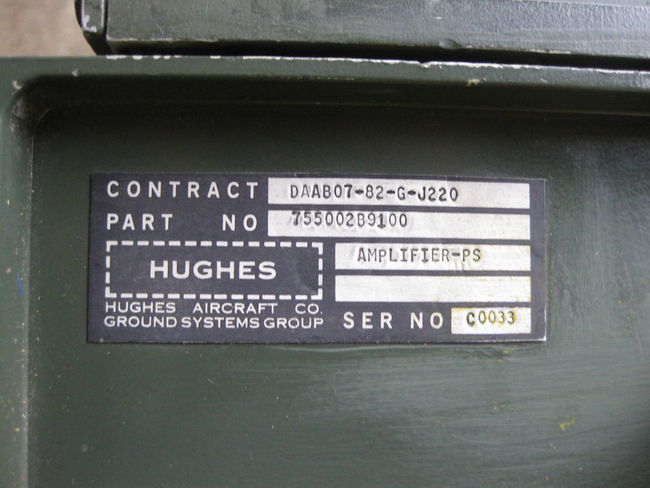 CONTRACT DAAB07-82-G-J220
PART NO 755002B9100
HUGHES
AMPLIFIER-PS
HUGHES AIRCRAFT CO.
GROUND SYSTEMS GROUP
SER NO C0033